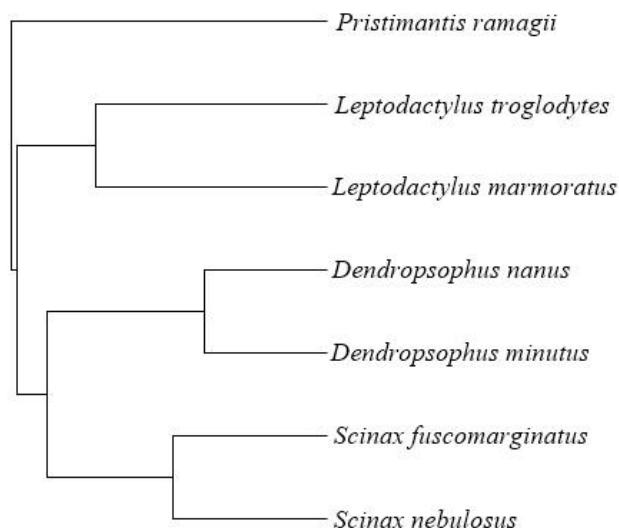 Pristimantis ramagii
Leptodactylus troglodytes
Leptodactylus marmoratus
Dendropsophus nanus
Dendropsophus minutus
Scinax fuscomarginatus
Scinax nebulosus